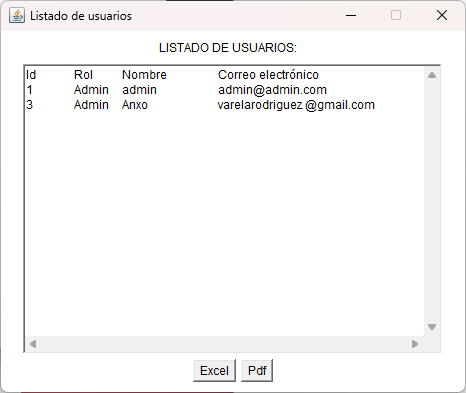 Listado de usuarios
LISTADO DE USUARIOS:
Id Rol Nombre Correo electrónico
1 Admin admin admin@admin.com
3 Admin Anxo varelarodriguez @gmail.com
Excel Pdf